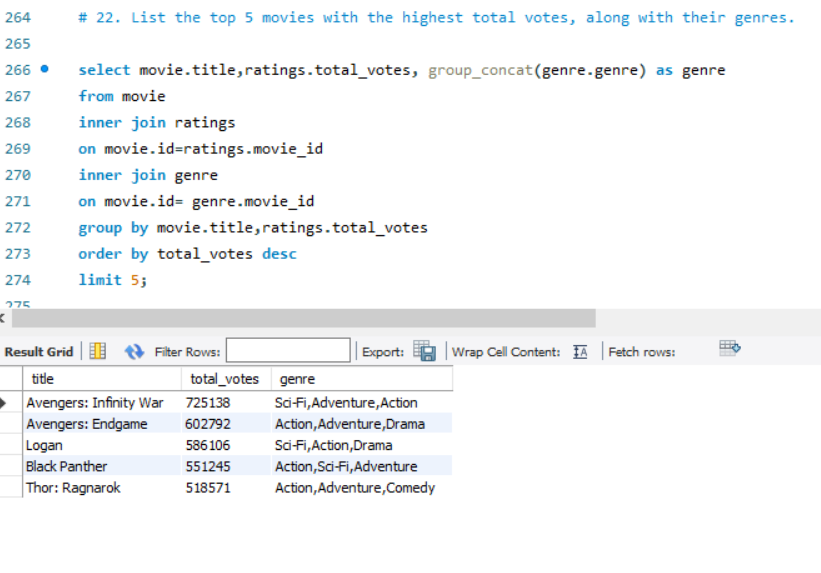 264 # 22. List the top 5 movies with the highest total votes, along with their genres.
265
266 select movie.title,ratings.total_votes, group_concat(genre.genre) as genre
267 from movie
268 inner join ratings
269 on movie.id=ratings.movie_id
270 inner join genre
271 on movie.id= genre.movie_id
272 group by movie.title,ratings.total_votes
273 order by total_votes desc
274 limit 5;
275
Result Grid Filter Rows: Export: Wrap Cell Content: Fetch rows:
title total_votes genre
Avengers: Infinity War 725138 Sci-Fi,Adventure,Action
Avengers: Endgame 602792 Action,Adventure,Drama
Logan 586106 Sci-Fi,Action,Drama
Black Panther 551245 Action,Sci-Fi,Adventure
Thor: Ragnarok 518571 Action,Adventure,Comedy